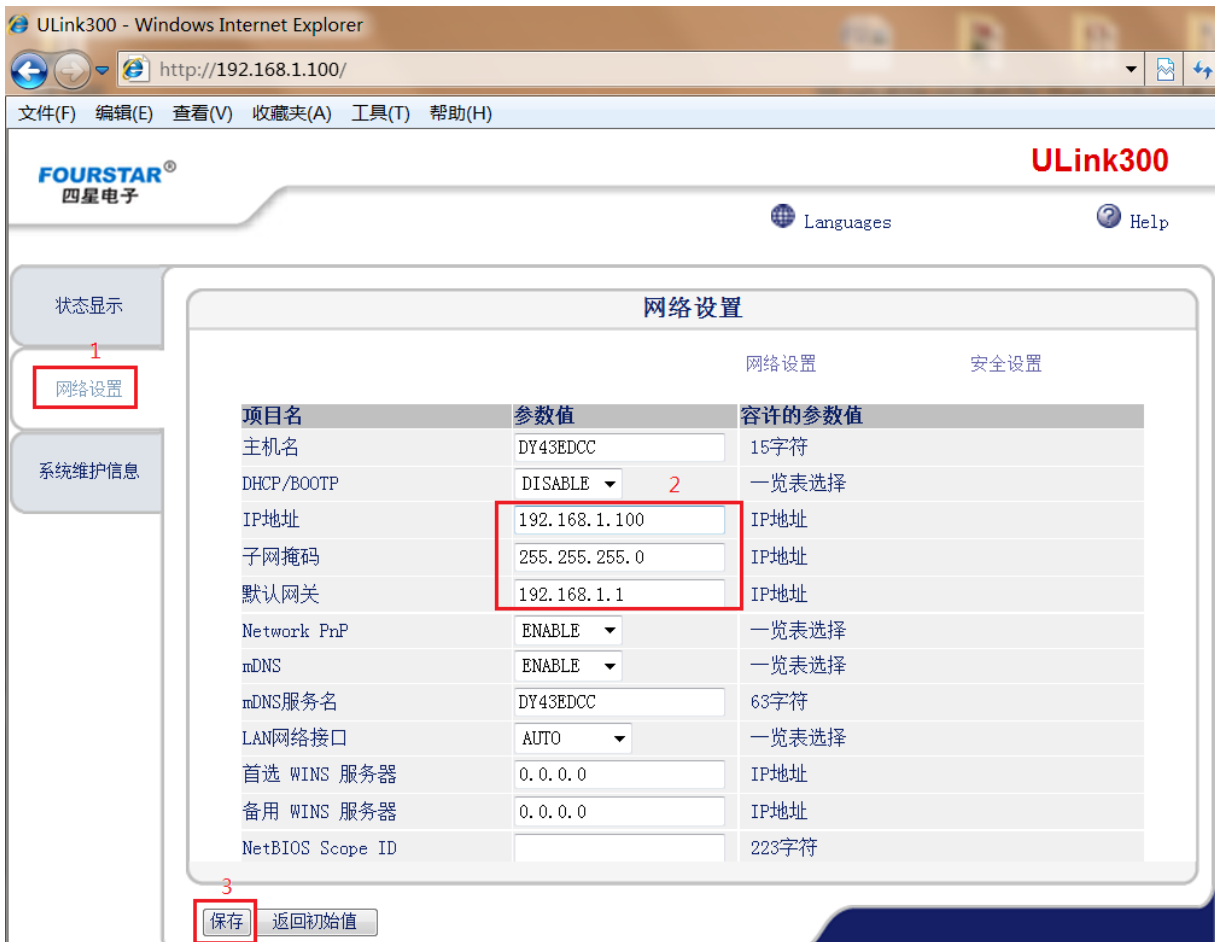 ULink300 - Windows Internet Explorer
http://192.168.1.100/
文件(F) 编辑(E) 查看(V) 收藏夹(A) 工具(T) 帮助(H)
FOURSTAR®
四星电子
ULink300
Languages Help
状态显示
1
网络设置
系统维护信息
网络设置
网络设置 安全设置
项目名 参数值 容许的参数值
主机名 DY43EDCC 15字符
DHCP/BOOTP DISABLE 2 一览表选择
IP地址 192.168.1.100 IP地址
子网掩码 255.255.255.0 IP地址
默认网关 192.168.1.1 IP地址
Network PnP ENABLE 一览表选择
mDNS ENABLE 一览表选择
mDNS服务名 DY43EDCC 63字符
LAN网络接口 AUTO 一览表选择
首选 WINS 服务器 0.0.0.0 IP地址
备用 WINS 服务器 0.0.0.0 IP地址
NetBIOS Scope ID 223字符
3
保存 返回初始值